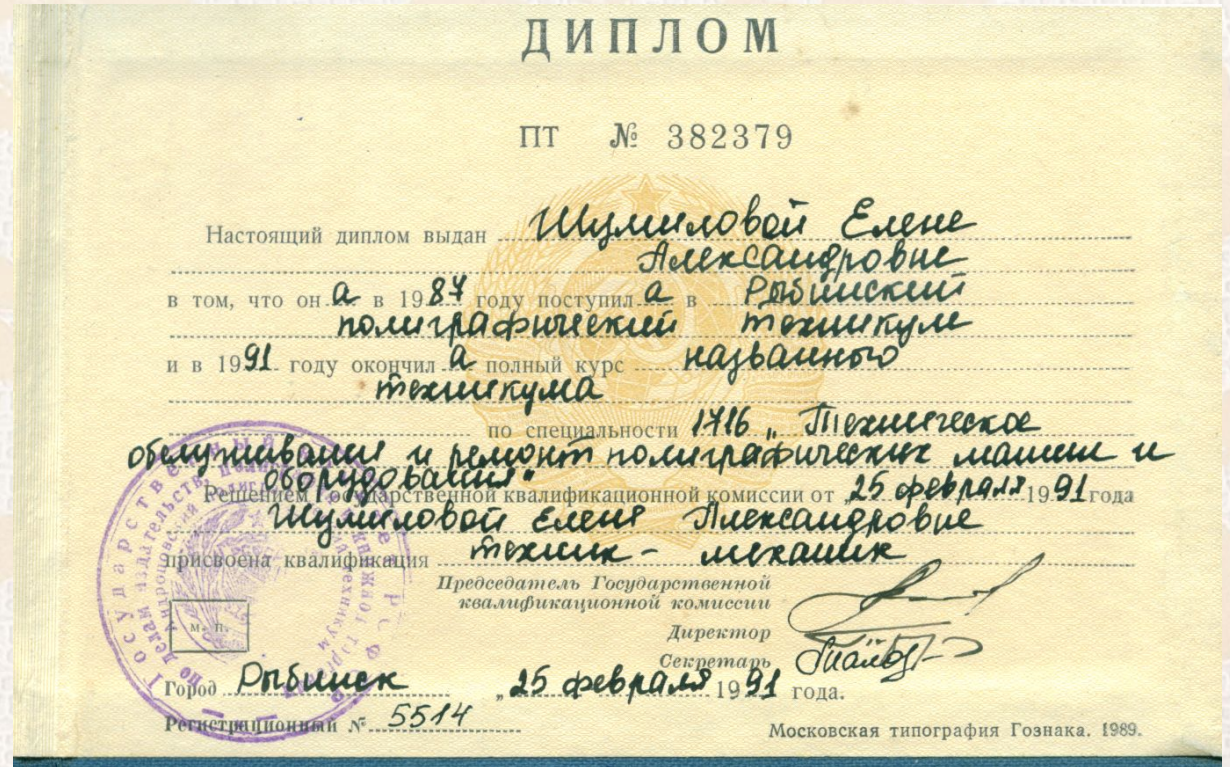 ДИПЛОМ
ПТ № 382379
Настоящий диплом выдан Шумиловой Елене
Александровне
в том, что он а в 1987 году поступил а в Рыбинский
полиграфический техникум
и в 1991 году окончил а полный курс названного
техникума
по специальности 1716 „Техническое
обслуживание и ремонт полиграфических машин и
оборудования"
Решением Государственной квалификационной комиссии от 25 февраля 1991 года
Шумиловой Елене Александровне
присвоена квалификация техник-механик
Председатель Государственной
квалификационной комиссии
Директор
Секретарь
м. п.
Город Рыбинск „25 февраля 1991 года.
Регистрационный № 5514
Московская типография Гознака. 1989.